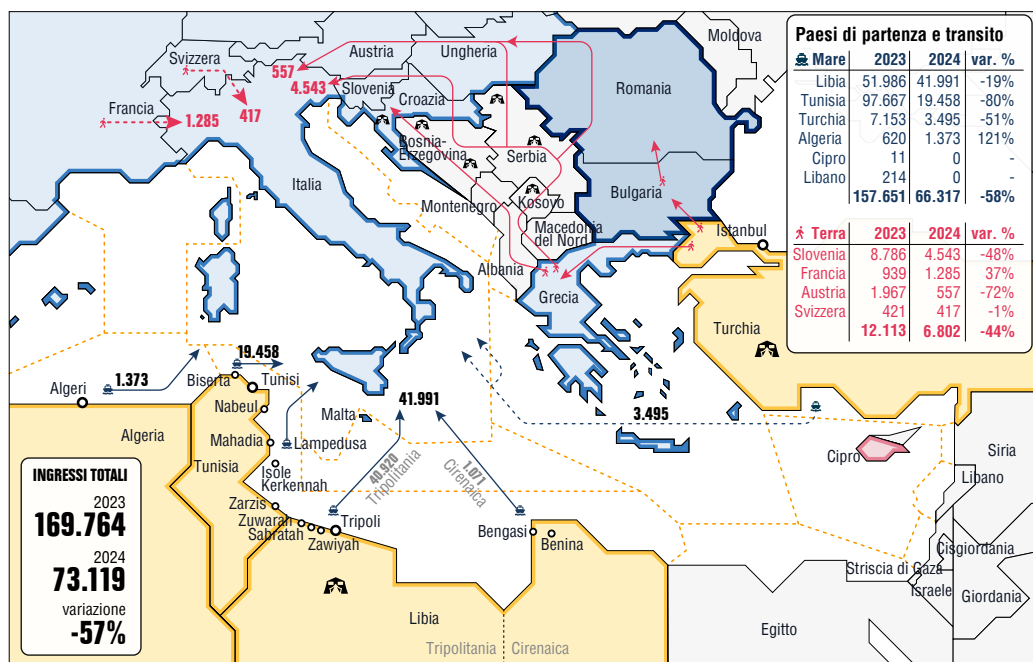 Paesi di partenza e transito
Mare 2023 2024 var. %
Libia 51.986 41.991 -19%
Tunisia 97.667 19.458 -80%
Turchia 7.153 3.495 -51%
Algeria 620 1.373 121%
Cipro 11 0 -
Libano 214 0 -
157.651 66.317 -58%
Terra 2023 2024 var. %
Slovenia 8.786 4.543 -48%
Francia 939 1.285 37%
Austria 1.967 557 -72%
Svizzera 421 417 -1%
12.113 6.802 -44%
Moldova
Austria
Ungheria
Svizzera
557
4.543
Slovenia
Romania
Croazia
Francia
1.285
417
Bosnia-
Erzegovina
Serbia
Italia
Bulgaria
Kosovo
Montenegro
Macedonia
del Nord
Istanbul
Albania
Grecia
Turchia
19.458
1.373
Biserta
Tunisi
Algeri
Nabeul
Malta
41.991
3.495
Algeria
Mahadia
Lampedusa
Cipro
Siria
Tunisia
Isole
Kerkennah
40.920
Tripolitania
1.071
Cirenaica
Libano
Zarzis
Zuwarah
Sabratah
Tripoli
Zawiyah
Bengasi
Benina
Cisgiordania
Striscia di Gaza
Israele
Giordania
Libia
Egitto
Tripolitania
Cirenaica
INGRESSI TOTALI
2023
169.764
2024
73.119
variazione
-57%